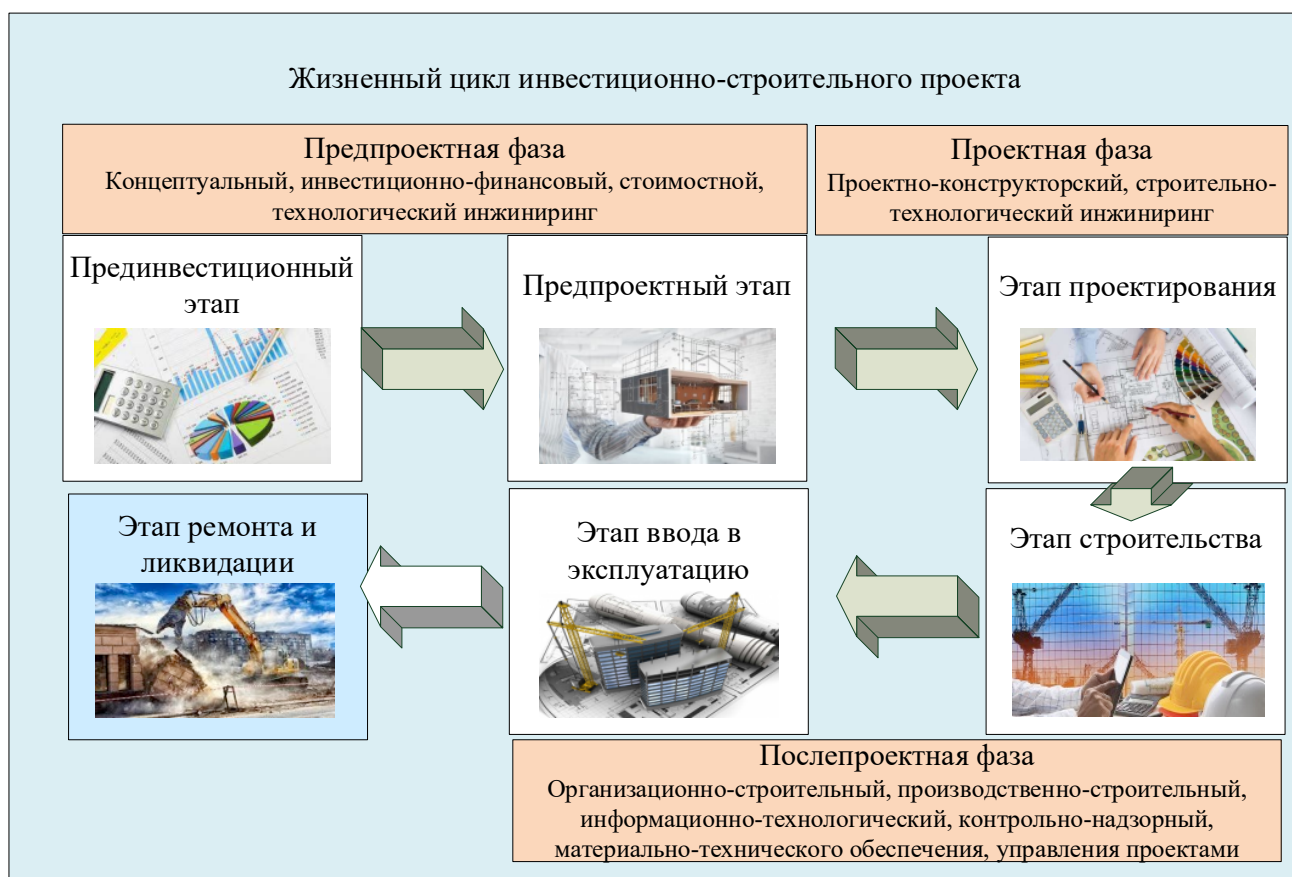 Жизненный цикл инвестиционно-строительного проекта
Предпроектная фаза
Концептуальный, инвестиционно-финансовый, стоимостной,
технологический инжиниринг
Проектная фаза
Проектно-конструкторский, строительно-
технологический инжиниринг
Прединвестиционный
этап
Предпроектный этап
Этап проектирования
Этап ремонта и
ликвидации
Этап ввода в
эксплуатацию
Этап строительства
Послепроектная фаза
Организационно-строительный, производственно-строительный,
информационно-технологический, контрольно-надзорный,
материально-технического обеспечения, управления проектами